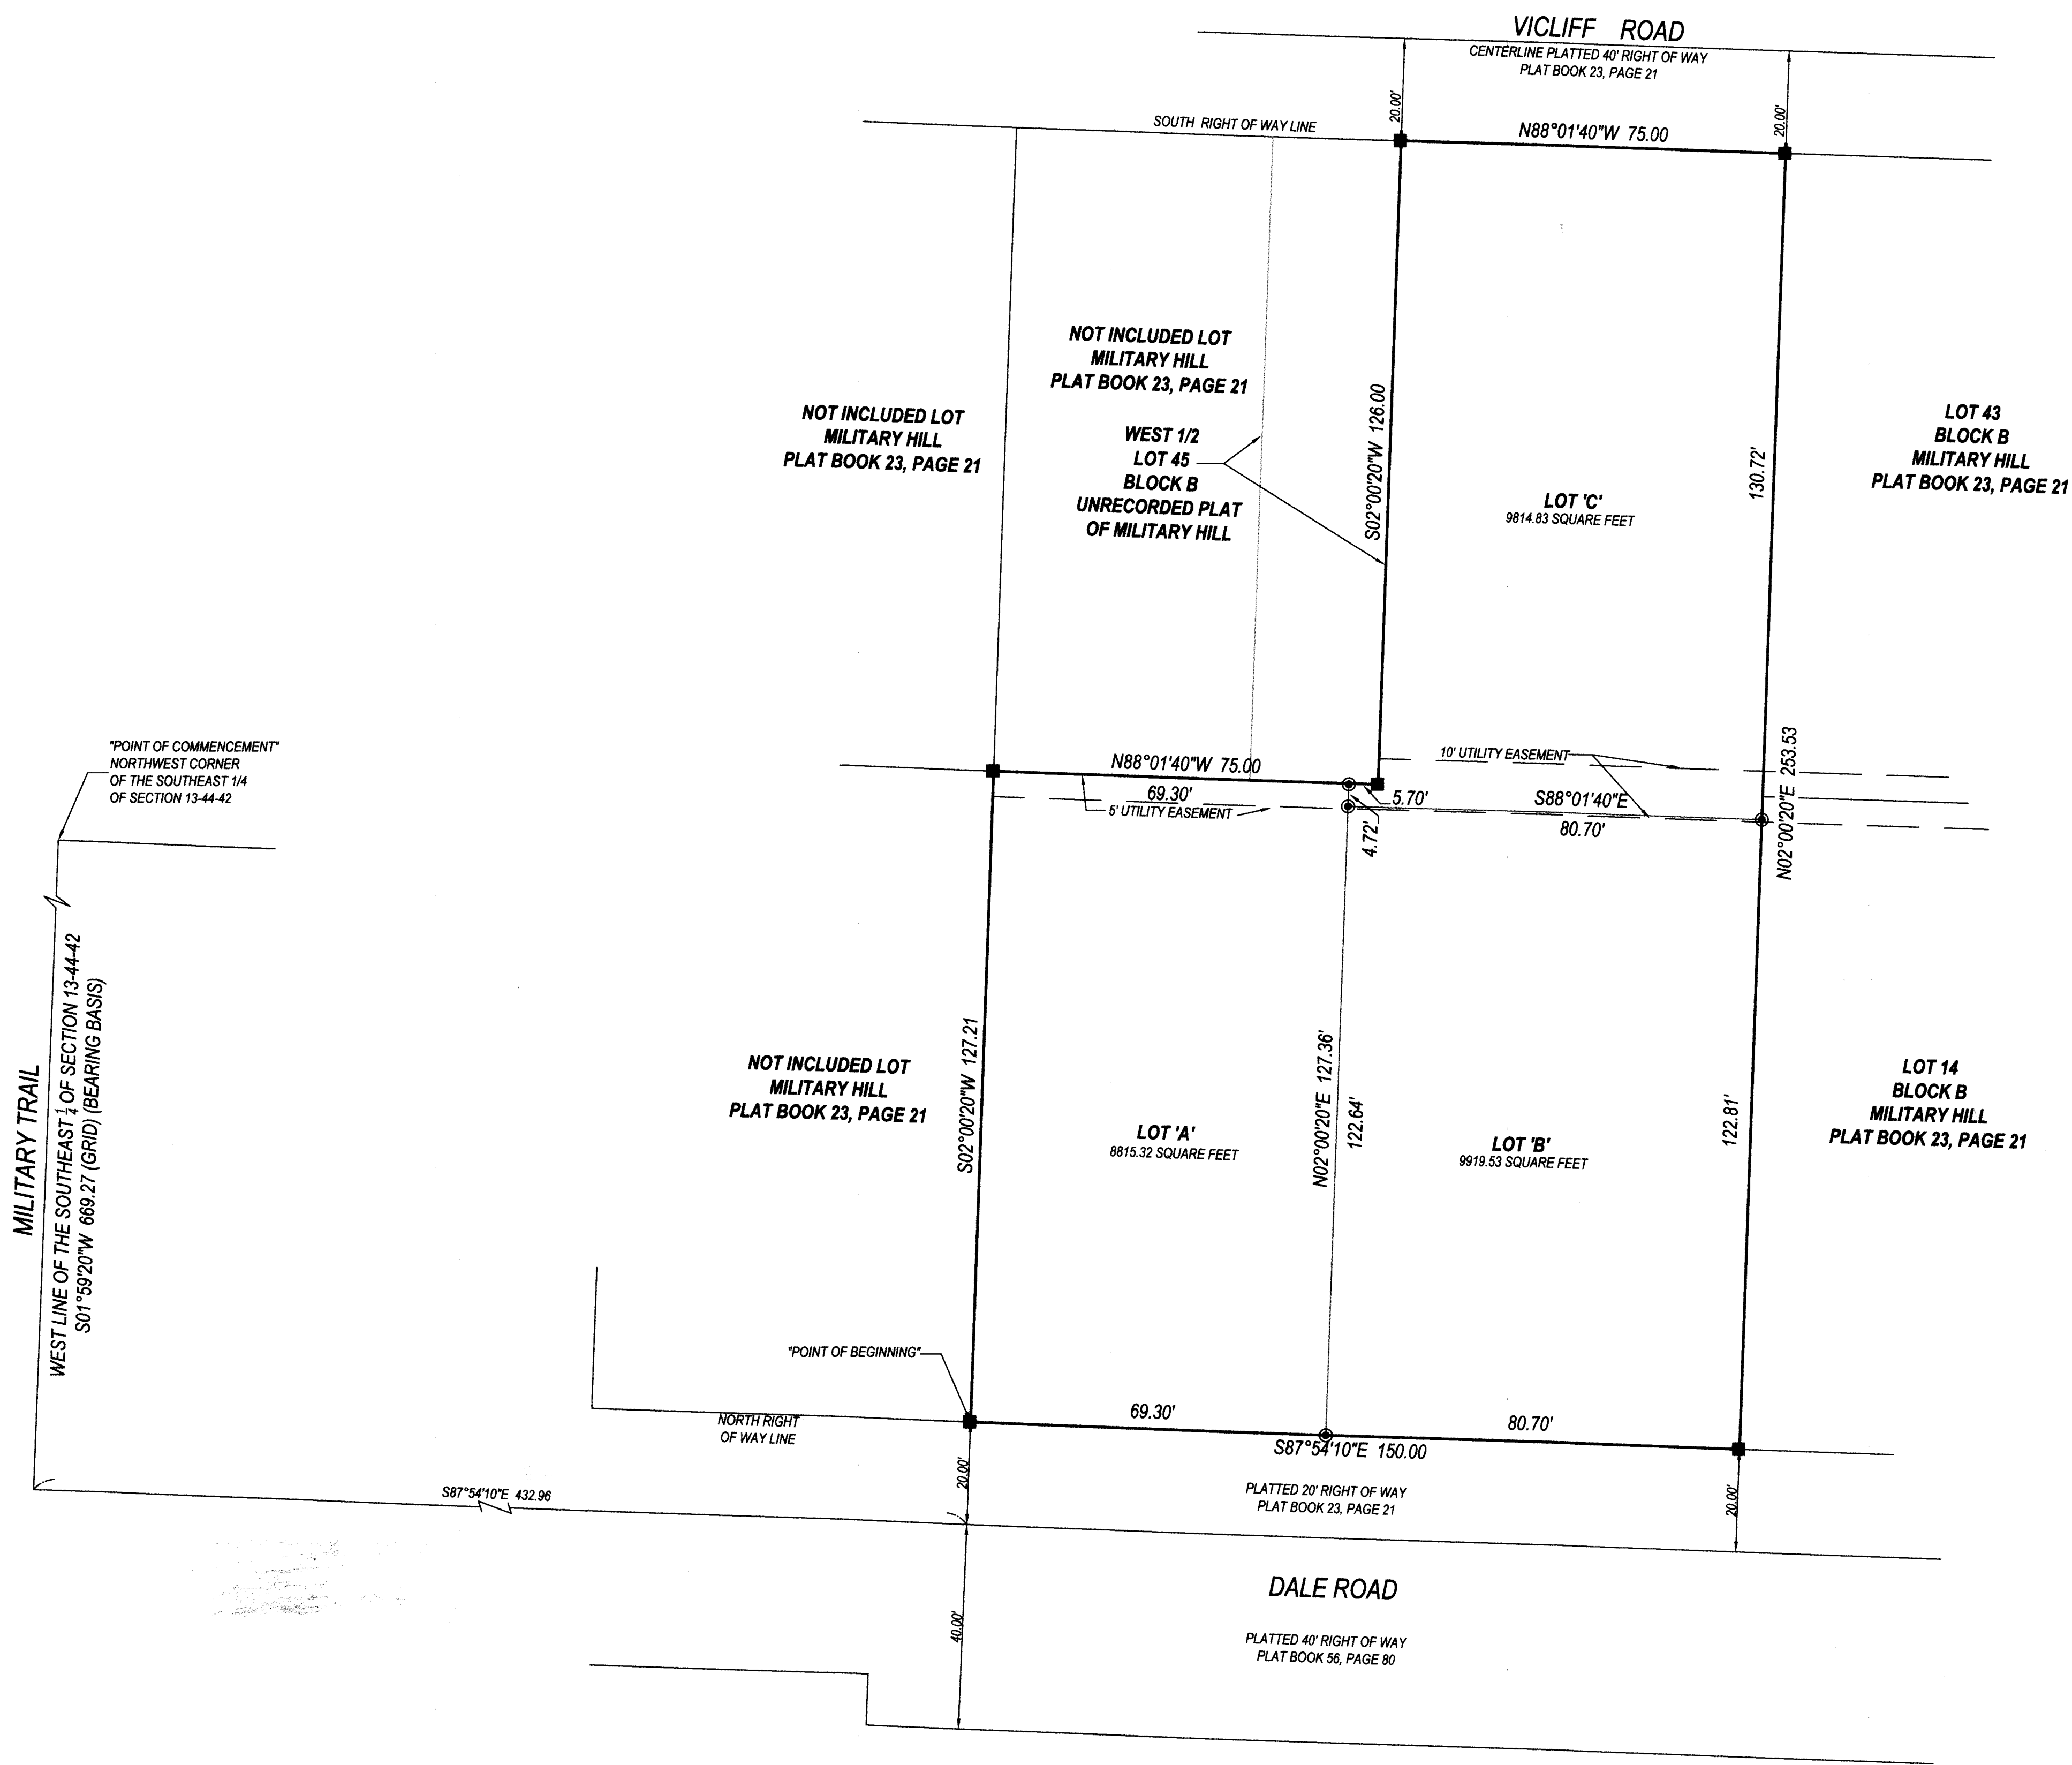 VICLIFF ROAD
CENTERLINE PLATTED 40' RIGHT OF WAY
PLAT BOOK 23, PAGE 21
20.00'
20.00'
SOUTH RIGHT OF WAY LINE
N88°01'40"W 75.00
NOT INCLUDED LOT
MILITARY HILL
PLAT BOOK 23, PAGE 21
NOT INCLUDED LOT
MILITARY HILL
PLAT BOOK 23, PAGE 21
WEST 1/2
LOT 45
BLOCK B
UNRECORDED PLAT
OF MILITARY HILL
S02°00'20"W 126.00
LOT 'C'
9814.83 SQUARE FEET
130.72'
LOT 43
BLOCK B
MILITARY HILL
PLAT BOOK 23, PAGE 21
"POINT OF COMMENCEMENT"
NORTHWEST CORNER
OF THE SOUTHEAST 1/4
OF SECTION 13-44-42
N88°01'40"W 75.00
69.30'
5' UTILITY EASEMENT
5.70'
4.72'
10' UTILITY EASEMENT
S88°01'40"E
80.70'
N02°00'20"E 253.53
MILITARY TRAIL
WEST LINE OF THE SOUTHEAST 1/4 OF SECTION 13-44-42
S01°59'20"W 669.27 (GRID) (BEARING BASIS)
NOT INCLUDED LOT
MILITARY HILL
PLAT BOOK 23, PAGE 21
S02°00'20"W 127.21
LOT 'A'
8815.32 SQUARE FEET
N02°00'20"E 127.36'
122.64'
LOT 'B'
9919.53 SQUARE FEET
122.81'
LOT 14
BLOCK B
MILITARY HILL
PLAT BOOK 23, PAGE 21
"POINT OF BEGINNING"
NORTH RIGHT
OF WAY LINE
69.30'
80.70'
S87°54'10"E 150.00
20.00'
PLATTED 20' RIGHT OF WAY
PLAT BOOK 23, PAGE 21
20.00'
S87°54'10"E 432.96
DALE ROAD
40.00'
PLATTED 40' RIGHT OF WAY
PLAT BOOK 56, PAGE 80